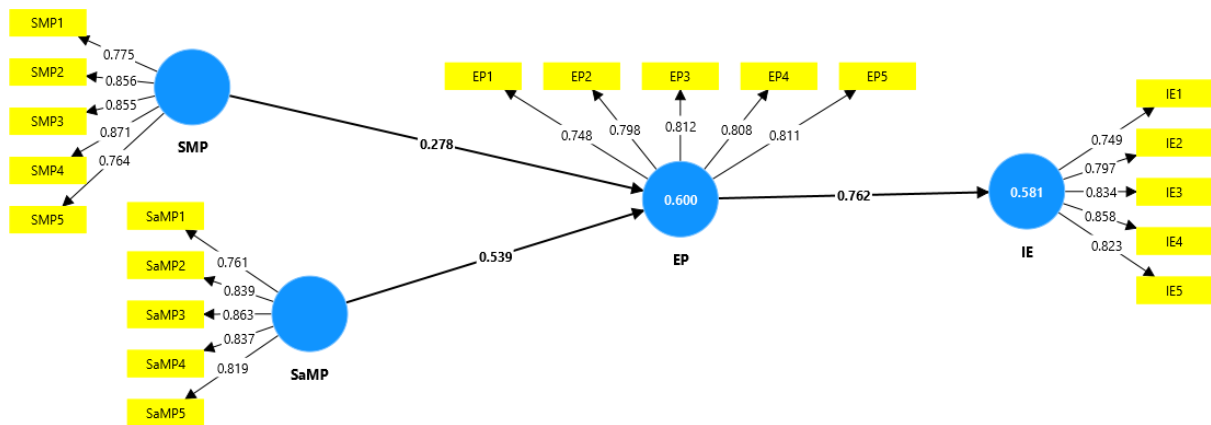 SMP1
SMP2
SMP3
SMP4
SMP5
0.775
0.856
0.855
0.871
0.764
SMP
SaMP1
SaMP2
SaMP3
SaMP4
SaMP5
0.761
0.839
0.863
0.837
0.819
SaMP
0.278
0.539
EP1 EP2 EP3 EP4 EP5
0.748 0.798 0.812 0.808 0.811
0.600
EP
0.762
0.581
IE
0.749
0.797
0.834
0.858
0.823
IE1
IE2
IE3
IE4
IE5